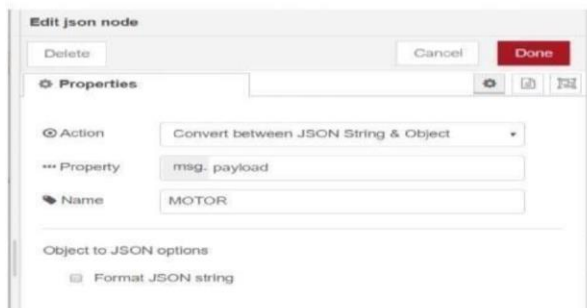 Edit json node
Delete Cancel Done
Properties
Action Convert between JSON String & Object
Property msg. payload
Name MOTOR
Object to JSON options
Format JSON string